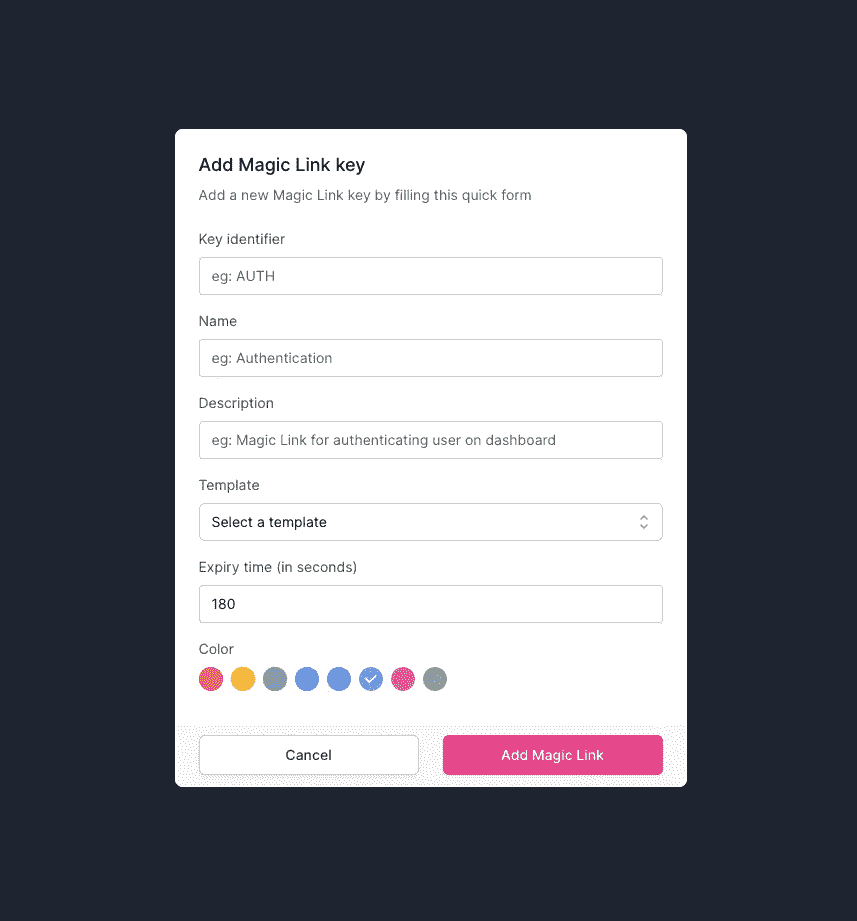 Add Magic Link key
Add a new Magic Link key by filling this quick form
Key identifier
eg: AUTH
Name
eg: Authentication
Description
eg: Magic Link for authenticating user on dashboard
Template
Select a template
Expiry time (in seconds)
180
Color
Cancel
Add Magic Link